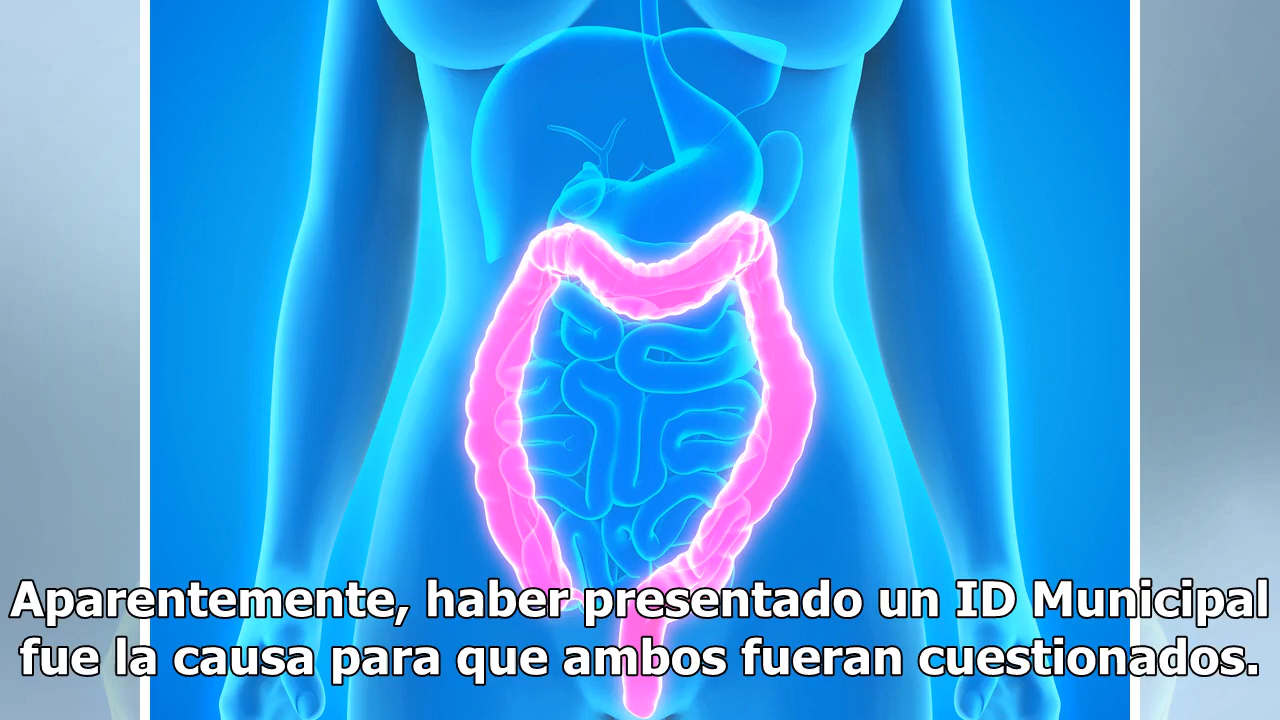 Aparentemente, haber presentado un ID Municipal
fue la causa para que ambos fueran cuestionados.